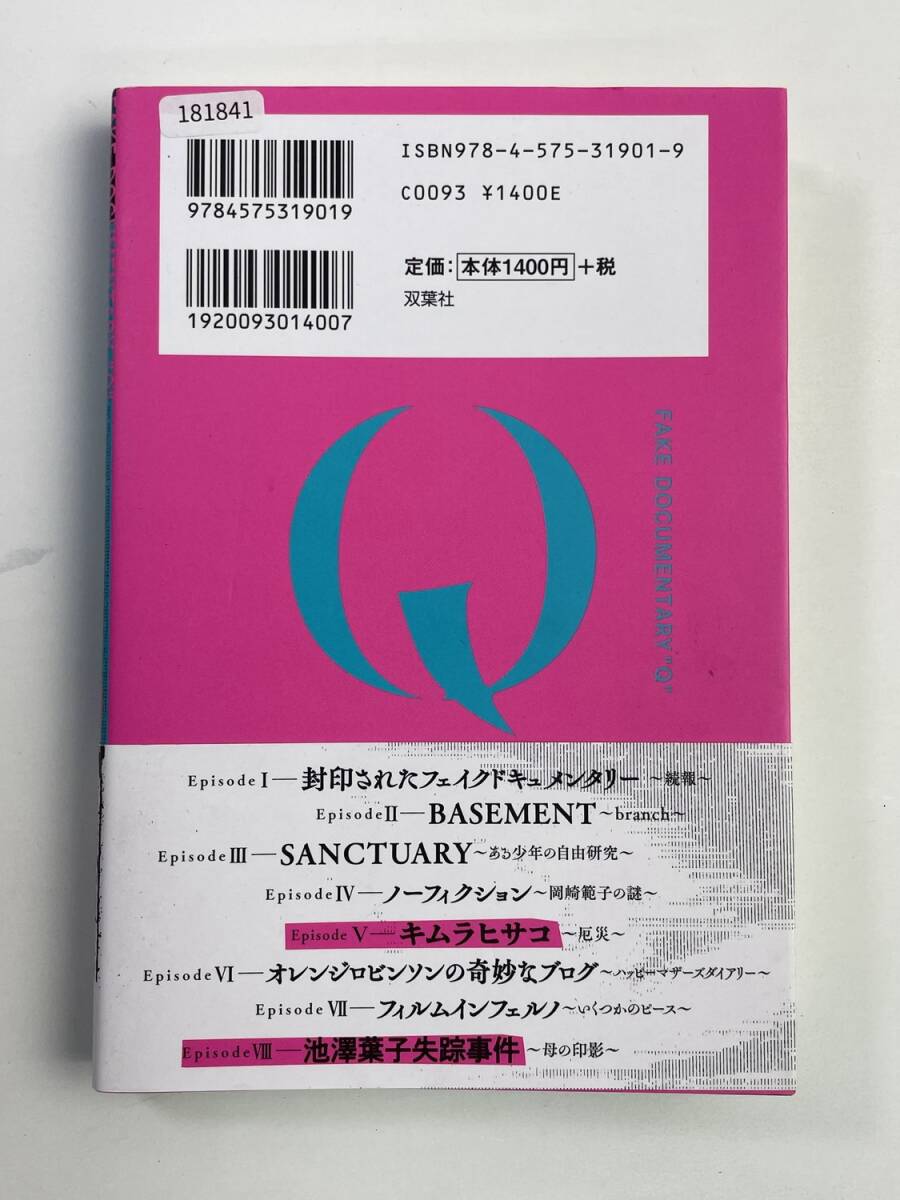 181841
ISBN978-4-575-31901-9
9784575319019
C0093 ¥1400E
定価：本体1400円+税
双葉社
1920093014007
Q
FAKE DOCUMENTARY "Q"
Episode Ⅰ―封印されたフェイクドキュメンタリー ～続報～
Episode Ⅱ―BASEMENT～branch～
Episode Ⅲ―SANCTUARY～ある少年の自由研究～
Episode Ⅳ―ノーフィクション～岡崎範子の謎～
Episode Ⅴ―キムラヒサコ ～厄災～
Episode Ⅵ―オレンジロビンソンの奇妙なブログ～ハッピーマザーズダイアリー～
Episode Ⅶ―フィルムインフェルノ～いくつかのピース～
Episode Ⅷ―池澤葉子失踪事件 ～母の印影～